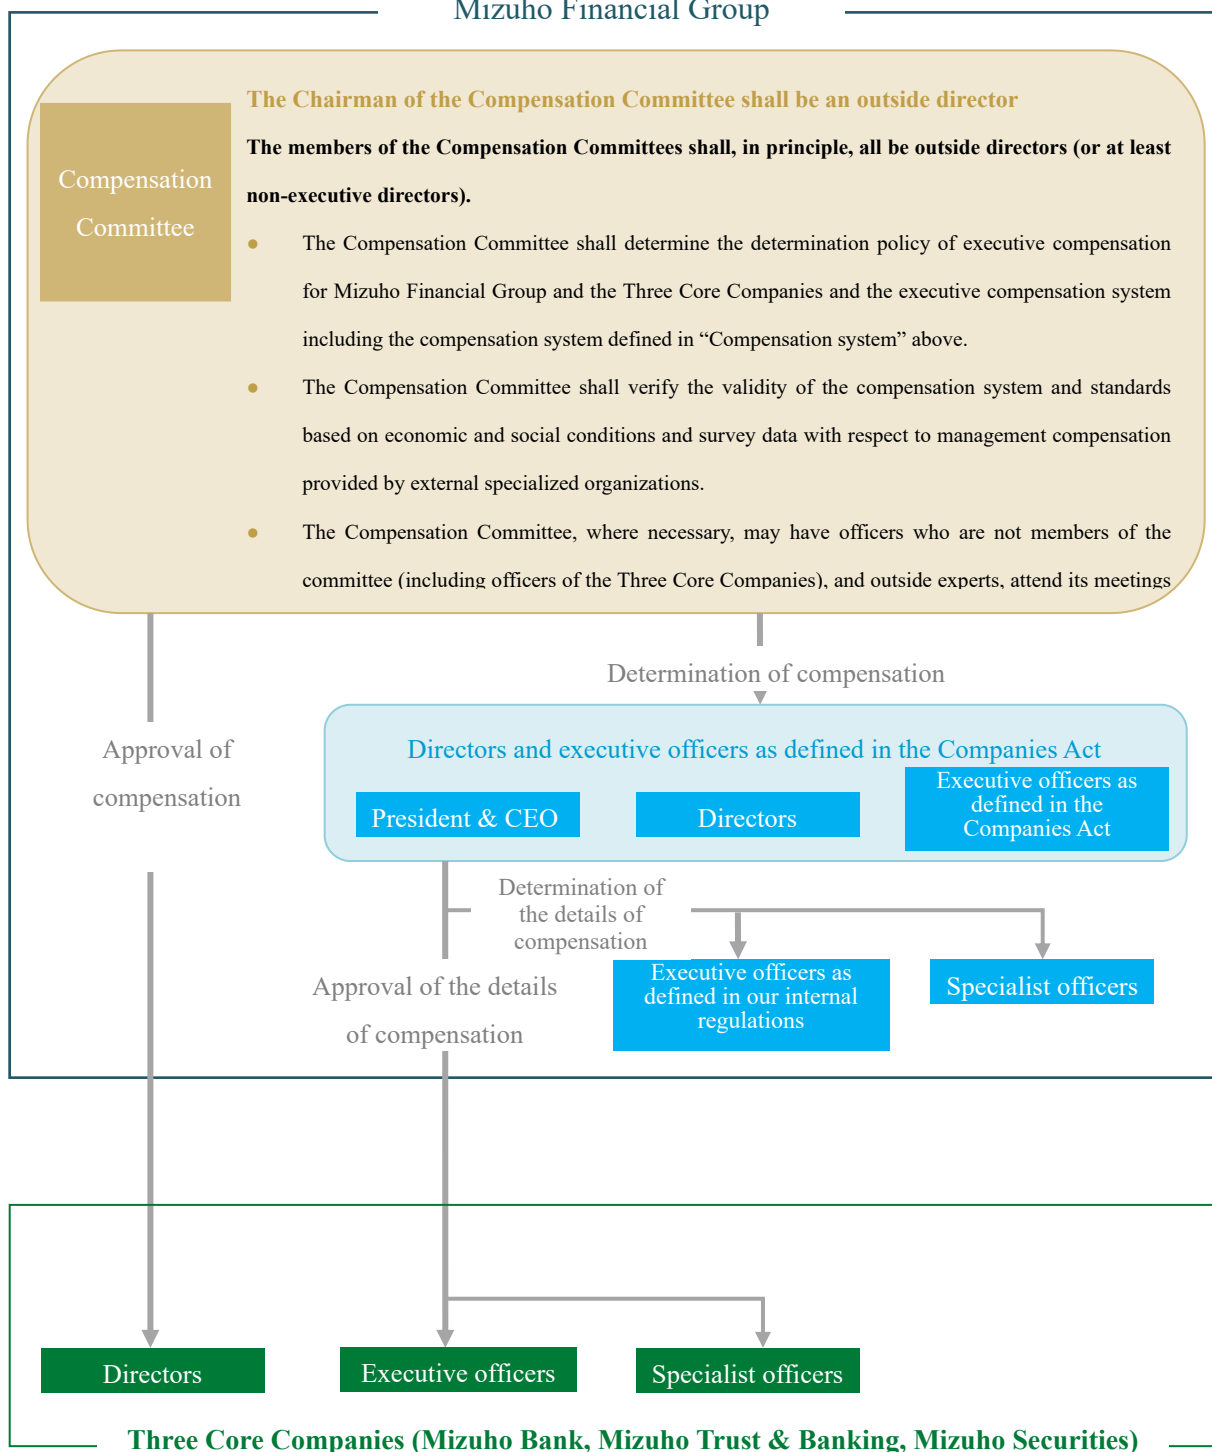 Mizuho Financial Group
The Chairman of the Compensation Committee shall be an outside director
The members of the Compensation Committees shall, in principle, all be outside directors (or at least
non-executive directors).
Compensation
Committee
● The Compensation Committee shall determine the determination policy of executive compensation
for Mizuho Financial Group and the Three Core Companies and the executive compensation system
including the compensation system defined in “Compensation system” above.
● The Compensation Committee shall verify the validity of the compensation system and standards
based on economic and social conditions and survey data with respect to management compensation
provided by external specialized organizations.
● The Compensation Committee, where necessary, may have officers who are not members of the
committee (including officers of the Three Core Companies), and outside experts, attend its meetings
Determination of compensation
Approval of
compensation
Directors and executive officers as defined in the Companies Act
President & CEO
Directors
Executive officers as
defined in the
Companies Act
Determination of
the details of
compensation
Approval of the details
of compensation
Executive officers as
defined in our internal
regulations
Specialist officers
Directors
Executive officers
Specialist officers
Three Core Companies (Mizuho Bank, Mizuho Trust & Banking, Mizuho Securities)